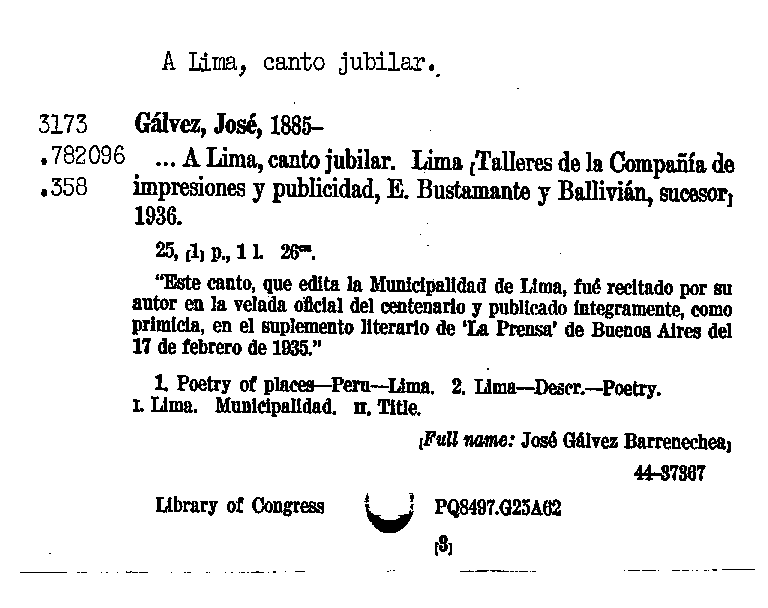 A Lima, canto jubilar.
3173 Gálvez, José, 1885–
.782096 ... A Lima, canto jubilar. Lima [Talleres de la Compañía de
.358 impresiones y publicidad, E. Bustamante y Ballivián, sucesor]
1936.
25, [1] p., 1 l. 26cm.
"Este canto, que edita la Municipalidad de Lima, fué recitado por su
autor en la velada oficial del centenario y publicado íntegramente, como
primicia, en el suplemento literario de 'La Prensa' de Buenos Aires del
17 de febrero de 1935."
1. Poetry of places—Peru—Lima. 2. Lima—Descr.—Poetry.
I. Lima. Municipalidad. II. Title.
[Full name: José Gálvez Barrenechea]
44–37367
Library of Congress PQ8497.G25A62
[3]